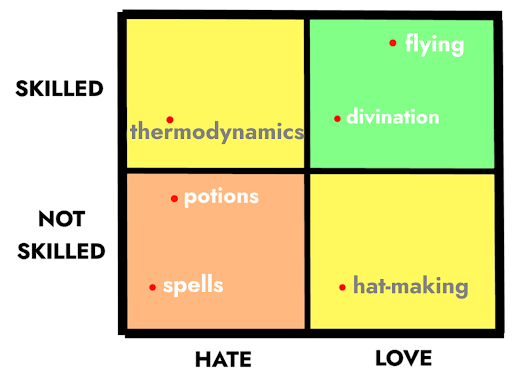 flying
SKILLED
divination
thermodynamics
potions
NOT
SKILLED
spells
hat-making
HATE
LOVE